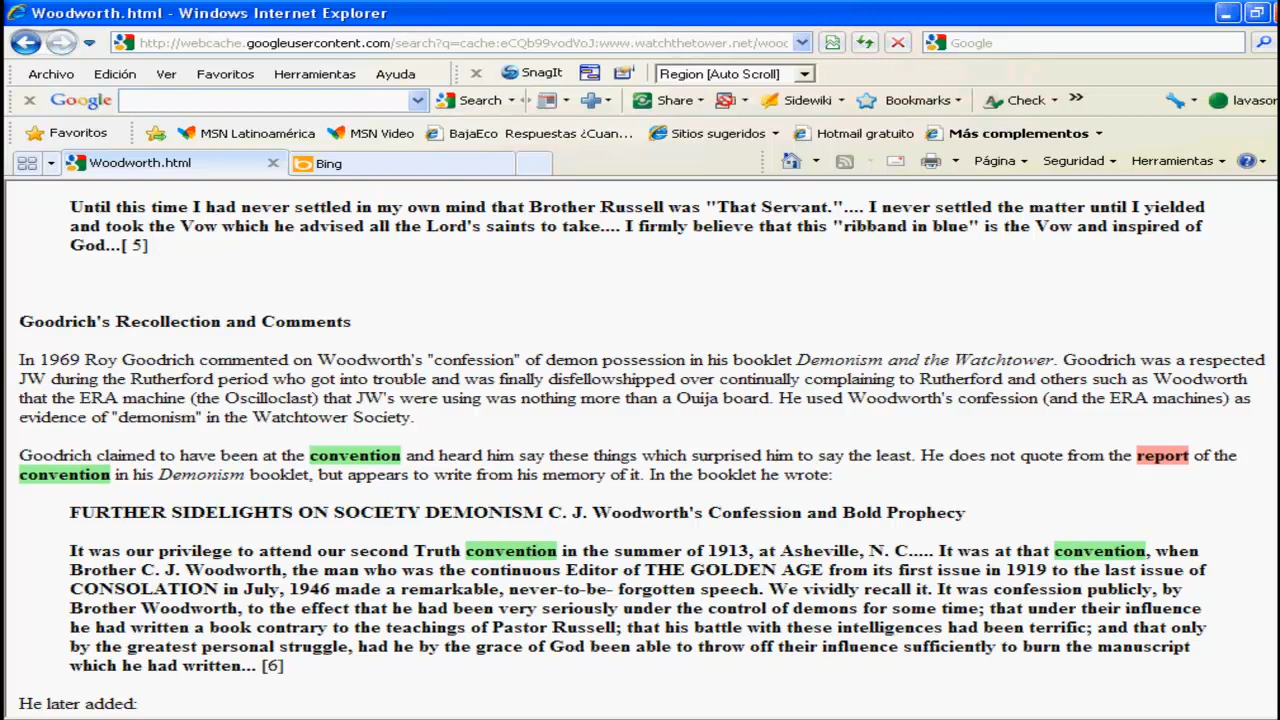 Woodworth.html - Windows Internet Explorer
http://webcache.googleusercontent.com/search?q=cache:eCQb99vodVoJ:www.watchthetower.net/wooc Google
Archivo Edición Ver Favoritos Herramientas Ayuda SnagIt Region [Auto Scroll]
Google Search Share Sidewiki Bookmarks Check lavasor
Favoritos MSN Latinoamérica MSN Video BajaEco Respuestas ¿Cuan... Sitios sugeridos Hotmail gratuito Más complementos
Woodworth.html Bing Página Seguridad Herramientas
Until this time I had never settled in my own mind that Brother Russell was "That Servant.".... I never settled the matter until I yielded
and took the Vow which he advised all the Lord's saints to take.... I firmly believe that this "ribband in blue" is the Vow and inspired of
God...[ 5]
Goodrich's Recollection and Comments
In 1969 Roy Goodrich commented on Woodworth's "confession" of demon possession in his booklet Demonism and the Watchtower. Goodrich was a respected
JW during the Rutherford period who got into trouble and was finally disfellowshipped over continually complaining to Rutherford and others such as Woodworth
that the ERA machine (the Oscilloclast) that JW's were using was nothing more than a Ouija board. He used Woodworth's confession (and the ERA machines) as
evidence of "demonism" in the Watchtower Society.
Goodrich claimed to have been at the convention and heard him say these things which surprised him to say the least. He does not quote from the report of the
convention in his Demonism booklet, but appears to write from his memory of it. In the booklet he wrote:
FURTHER SIDELIGHTS ON SOCIETY DEMONISM C. J. Woodworth's Confession and Bold Prophecy
It was our privilege to attend our second Truth convention in the summer of 1913, at Asheville, N. C..... It was at that convention, when
Brother C. J. Woodworth, the man who was the continuous Editor of THE GOLDEN AGE from its first issue in 1919 to the last issue of
CONSOLATION in July, 1946 made a remarkable, never-to-be- forgotten speech. We vividly recall it. It was confession publicly, by
Brother Woodworth, to the effect that he had been very seriously under the control of demons for some time; that under their influence
he had written a book contrary to the teachings of Pastor Russell; that his battle with these intelligences had been terrific; and that only
by the greatest personal struggle, had he by the grace of God been able to throw off their influence sufficiently to burn the manuscript
which he had written... [6]
He later added: